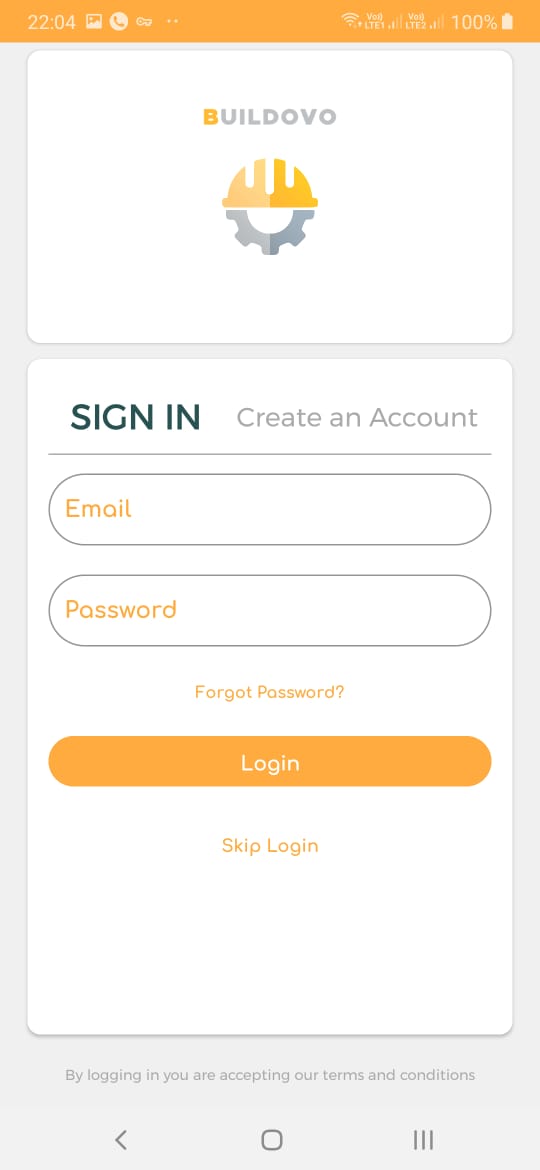 22:04 Vo) LTE1 Vo) LTE2 100%
BUILDOVO
SIGN IN Create an Account
Email
Password
Forgot Password?
Login
Skip Login
By logging in you are accepting our terms and conditions